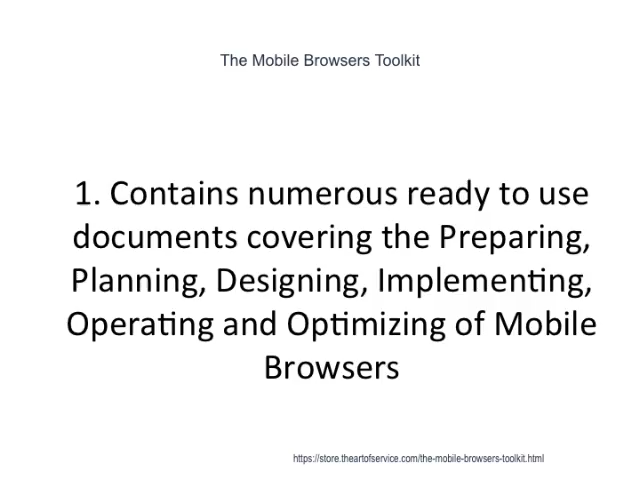 The Mobile Browsers Toolkit
1. Contains numerous ready to use
documents covering the Preparing,
Planning, Designing, Implementing,
Operating and Optimizing of Mobile
Browsers
https://store.theartofservice.com/the-mobile-browsers-toolkit.html